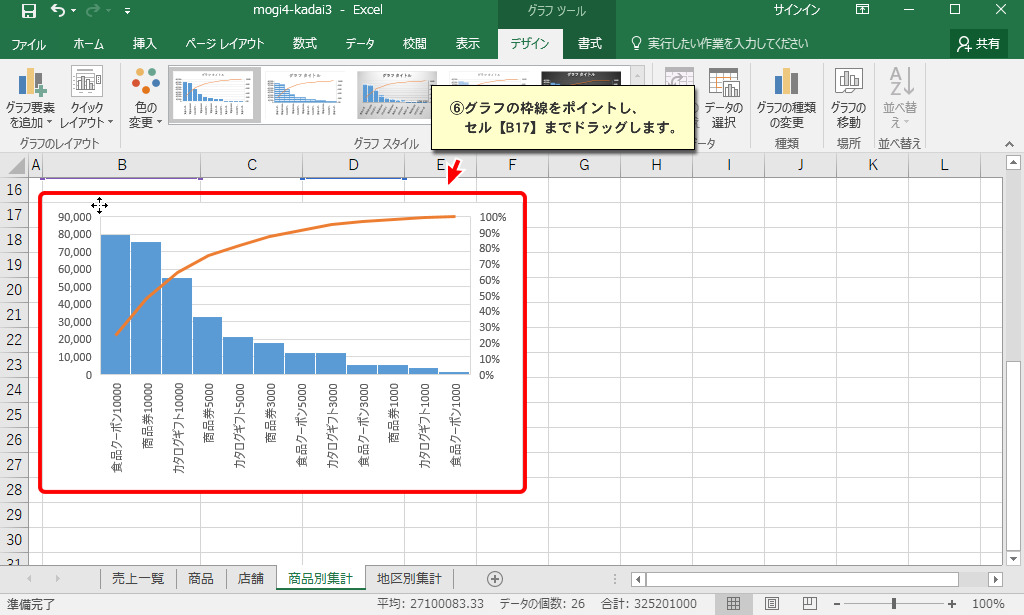 mogi4-kadai3 - Excel
グラフ ツール
サインイン
ファイル ホーム 挿入 ページ レイアウト 数式 データ 校閲 表示 デザイン 書式 実行したい作業を入力してください 共有
グラフ要素を追加
クイックレイアウト
色の変更
データの選択
グラフの種類の変更
グラフの移動
並べ替え
グラフのレイアウト グラフ スタイル ータ 種類 場所 並べ替え
⑥グラフの枠線をポイントし、
セル【B17】までドラッグします。
A B C D E F G H I J K L
16
17
18
19
20
21
22
23
24
25
26
27
28
29
30
31
90,000
80,000
70,000
60,000
50,000
40,000
30,000
20,000
10,000
0
100%
90%
80%
70%
60%
50%
40%
30%
20%
10%
0%
食品クーポン10000
商品券10000
カタログギフト10000
商品券5000
カタログギフト5000
商品券3000
食品クーポン5000
カタログギフト3000
食品クーポン3000
商品券1000
カタログギフト1000
食品クーポン1000
売上一覧 商品 店舗 商品別集計 地区別集計
準備完了 平均: 27100083.33 データの個数: 26 合計: 325201000 100%